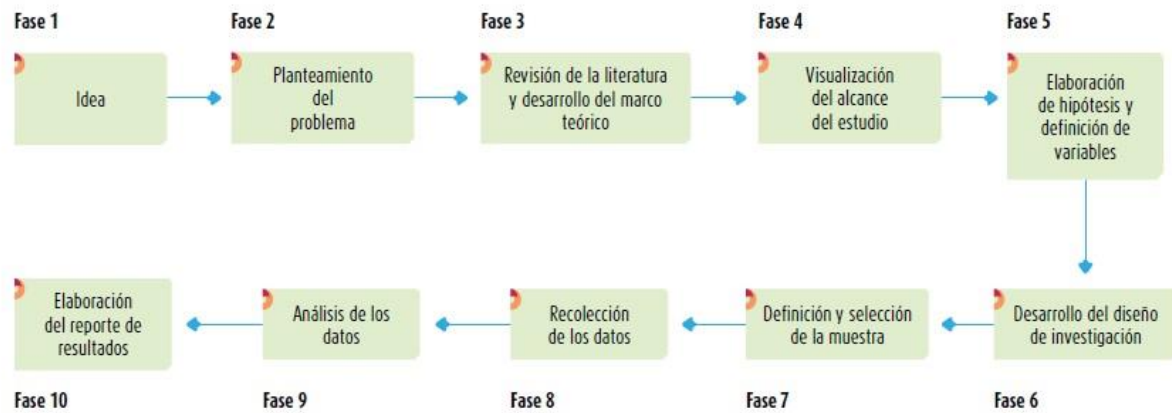 Fase 1
Idea
Fase 2
Planteamiento
del
problema
Fase 3
Revisión de la literatura
y desarrollo del marco
teórico
Fase 4
Visualización
del alcance
del estudio
Fase 5
Elaboración
de hipótesis y
definición de
variables
Desarrollo del diseño
de investigación
Fase 6
Definición y selección
de la muestra
Fase 7
Recolección
de los datos
Fase 8
Análisis de los
datos
Fase 9
Elaboración
del reporte de
resultados
Fase 10